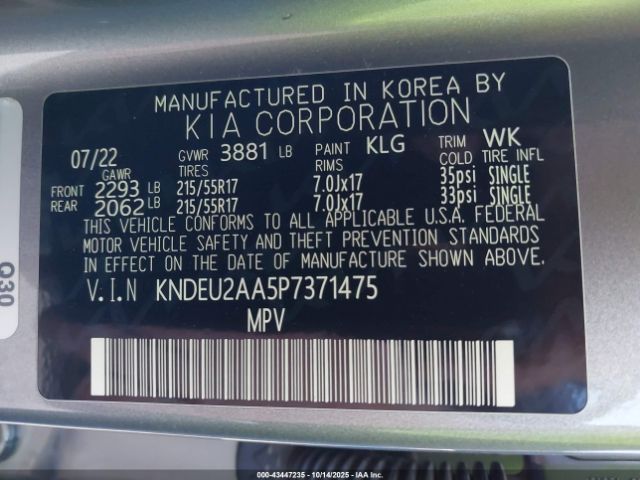 MANUFACTURED IN KOREA BY
KIA CORPORATION
07/22 GVWR 3881 LB PAINT KLG TRIM WK
GAWR TIRES RIMS COLD TIRE INFL
FRONT 2293 LB 215/55R17 7.0Jx17 35psi SINGLE
REAR 2062 LB 215/55R17 7.0Jx17 33psi SINGLE
THIS VEHICLE CONFORMS TO ALL APPLICABLE U.S.A. FEDERAL
MOTOR VEHICLE SAFETY AND THEFT PREVENTION STANDARDS
IN EFFECT ON THE DATE OF MANUFACTURE SHOWN ABOVE.
V.I.N KNDEU2AA5P7371475
MPV
Q30
000-43447235 - 10/14/2025 - IAA Inc.